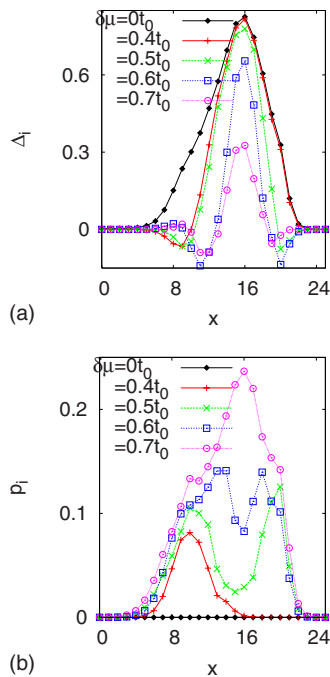 δμ=0t₀
=0.4t₀
=0.5t₀
=0.6t₀
=0.7t₀
0.6
0.3
0
Δᵢ
0 8 16 24
x
(a)
δμ=0t₀
=0.4t₀
=0.5t₀
=0.6t₀
=0.7t₀
0.2
0.1
0
pᵢ
0 8 16 24
x
(b)